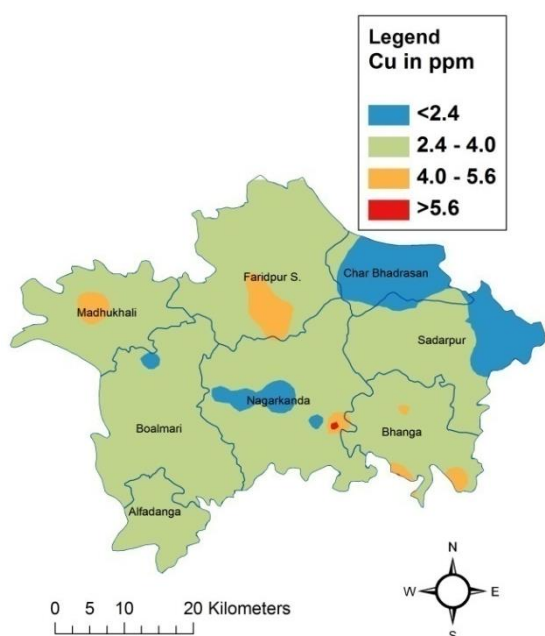 Legend
Cu in ppm
<2.4
2.4 - 4.0
4.0 - 5.6
>5.6
Char Bhadrasan
Faridpur S.
Madhukhali
Sadarpur
Nagarkanda
Boalmari
Bhanga
Alfadanga
N
W E
S
0 5 10 20 Kilometers